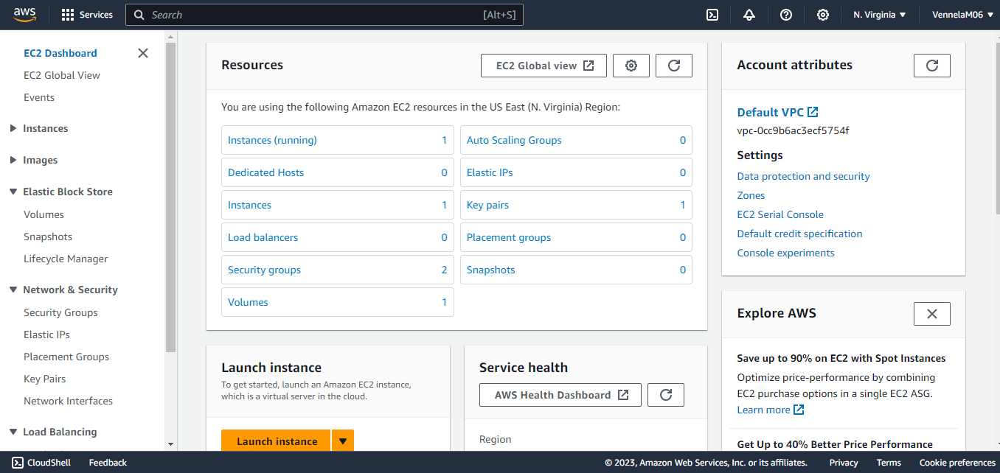 aws Services Search [Alt+S] N. Virginia VennelaM06
EC2 Dashboard
EC2 Global View
Events
Instances
Images
Elastic Block Store
Volumes
Snapshots
Lifecycle Manager
Network & Security
Security Groups
Elastic IPs
Placement Groups
Key Pairs
Network Interfaces
Load Balancing
Resources
EC2 Global view
You are using the following Amazon EC2 resources in the US East (N. Virginia) Region:
Instances (running) 1 Auto Scaling Groups 0
Dedicated Hosts 0 Elastic IPs 0
Instances 1 Key pairs 1
Load balancers 0 Placement groups 0
Security groups 2 Snapshots 0
Volumes 1
Launch instance
To get started, launch an Amazon EC2 instance,
which is a virtual server in the cloud.
Launch instance
Service health
AWS Health Dashboard
Region
Account attributes
Default VPC
vpc-0cc9b6ac3ecf5754f
Settings
Data protection and security
Zones
EC2 Serial Console
Default credit specification
Console experiments
Explore AWS
Save up to 90% on EC2 with Spot Instances
Optimize price-performance by combining
EC2 purchase options in a single EC2 ASG.
Learn more
Get Up to 40% Better Price Performance
CloudShell Feedback © 2023, Amazon Web Services, Inc. or its affiliates. Privacy Terms Cookie preferences